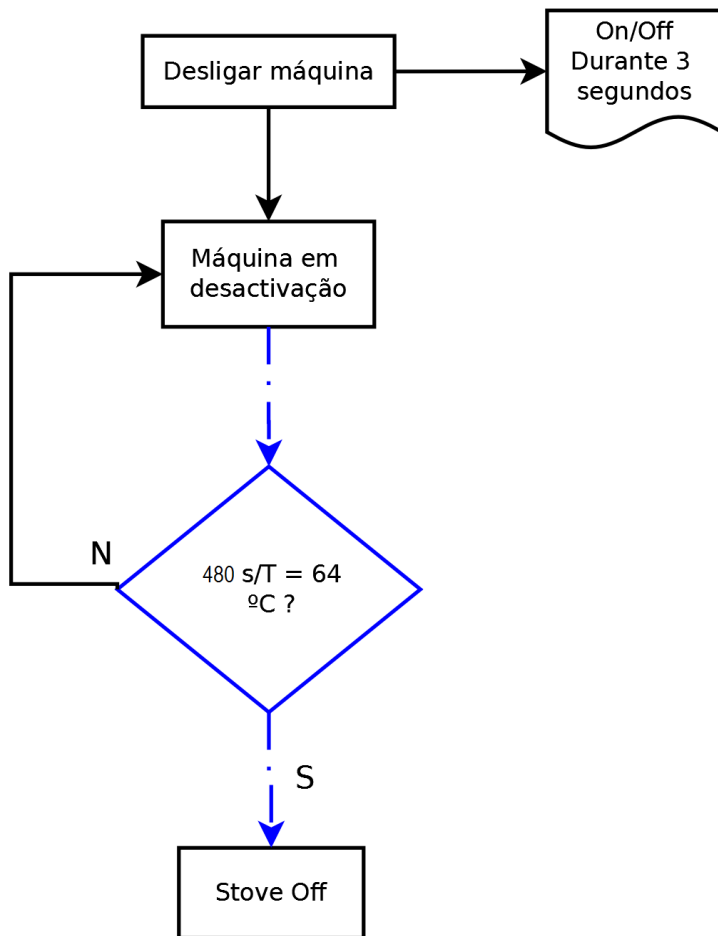 On/Off
Durante 3
segundos
Desligar máquina
Máquina em
desactivação
N
480 s/T = 64
ºC ?
S
Stove Off